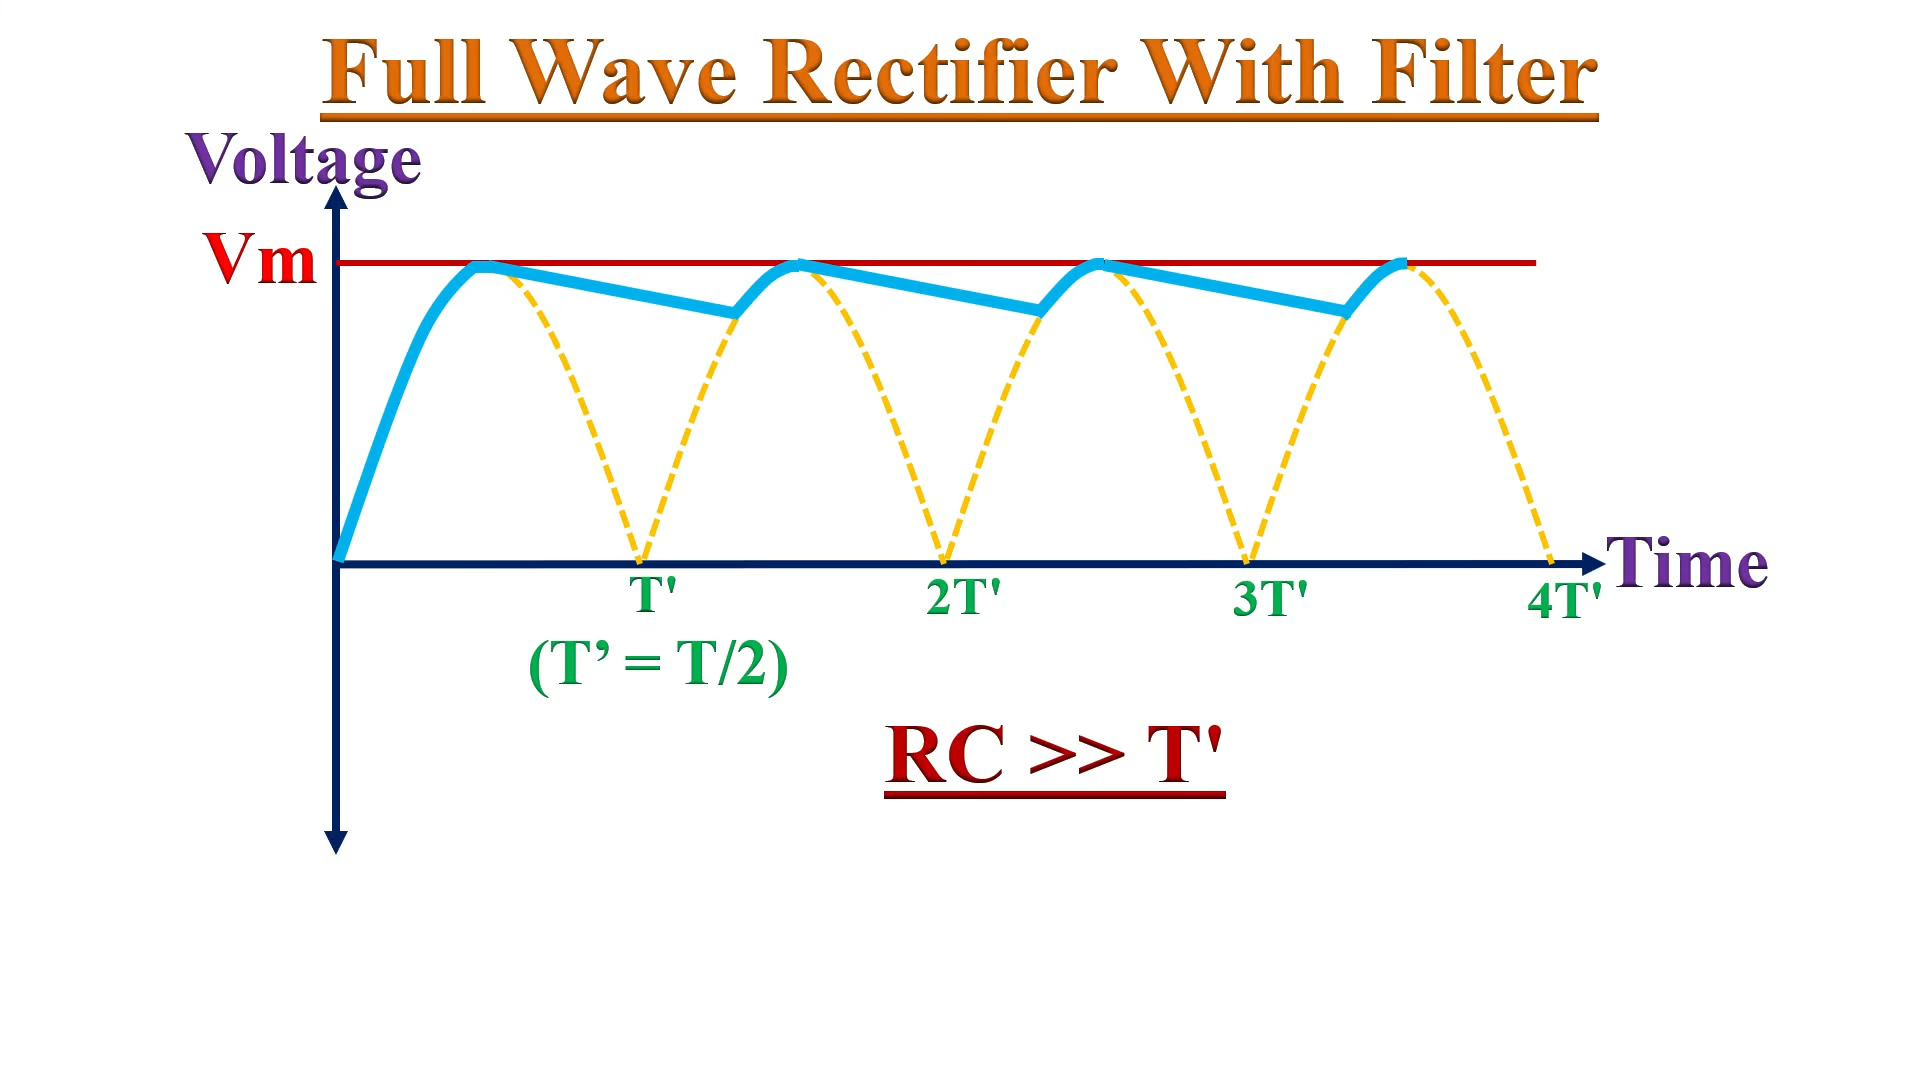 Full Wave Rectifier With Filter
Voltage
Vm
Time
T'
2T'
3T'
4T'
(T’ = T/2)
RC >> T'